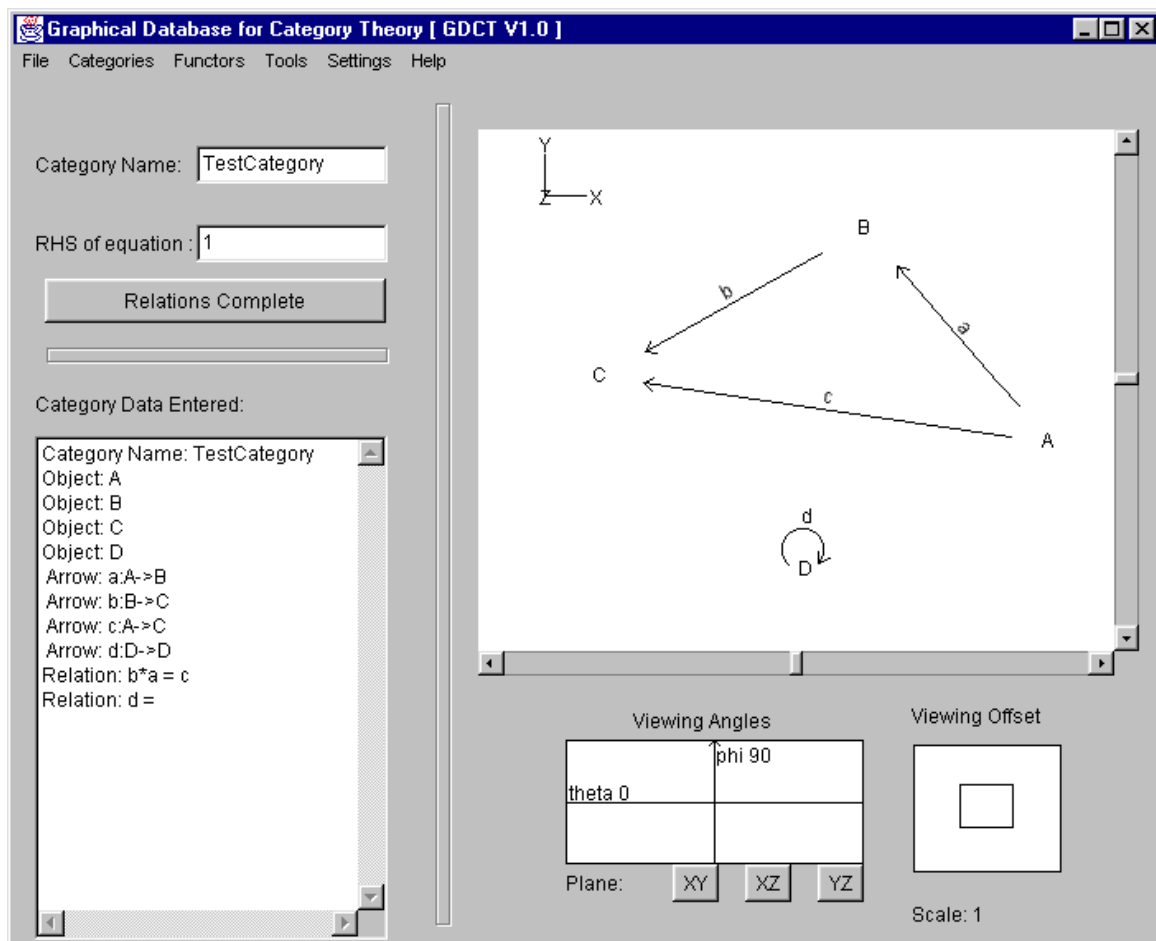 Graphical Database for Category Theory [ GDCT V1.0 ]
File Categories Functors Tools Settings Help
Category Name: TestCategory
RHS of equation : 1
Relations Complete
Category Data Entered:
Category Name: TestCategory
Object: A
Object: B
Object: C
Object: D
Arrow: a:A->B
Arrow: b:B->C
Arrow: c:A->C
Arrow: d:D->D
Relation: b*a = c
Relation: d =
Y
Z X
B
b
a
C
c
A
d
D
Viewing Angles
phi 90
theta 0
Plane: XY XZ YZ
Viewing Offset
Scale: 1